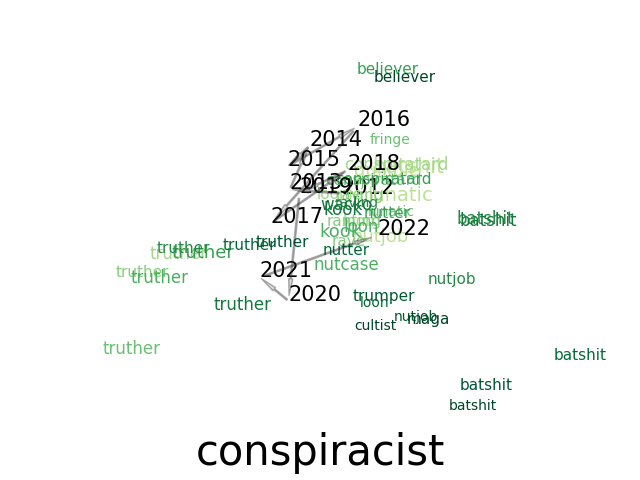 believer
believer
2016
fringe
2014
2015
2018
2013
2019
2012
wacko
kook
2017
nutter
batshit
batshit
kook
loon
2022
nutjob
truther
truther
truther
truther
truther
nutter
nutcase
2021
truther
truther
nutjob
2020
trumper
loon
truther
nutjob
maga
cultist
truther
batshit
batshit
batshit
conspiracist